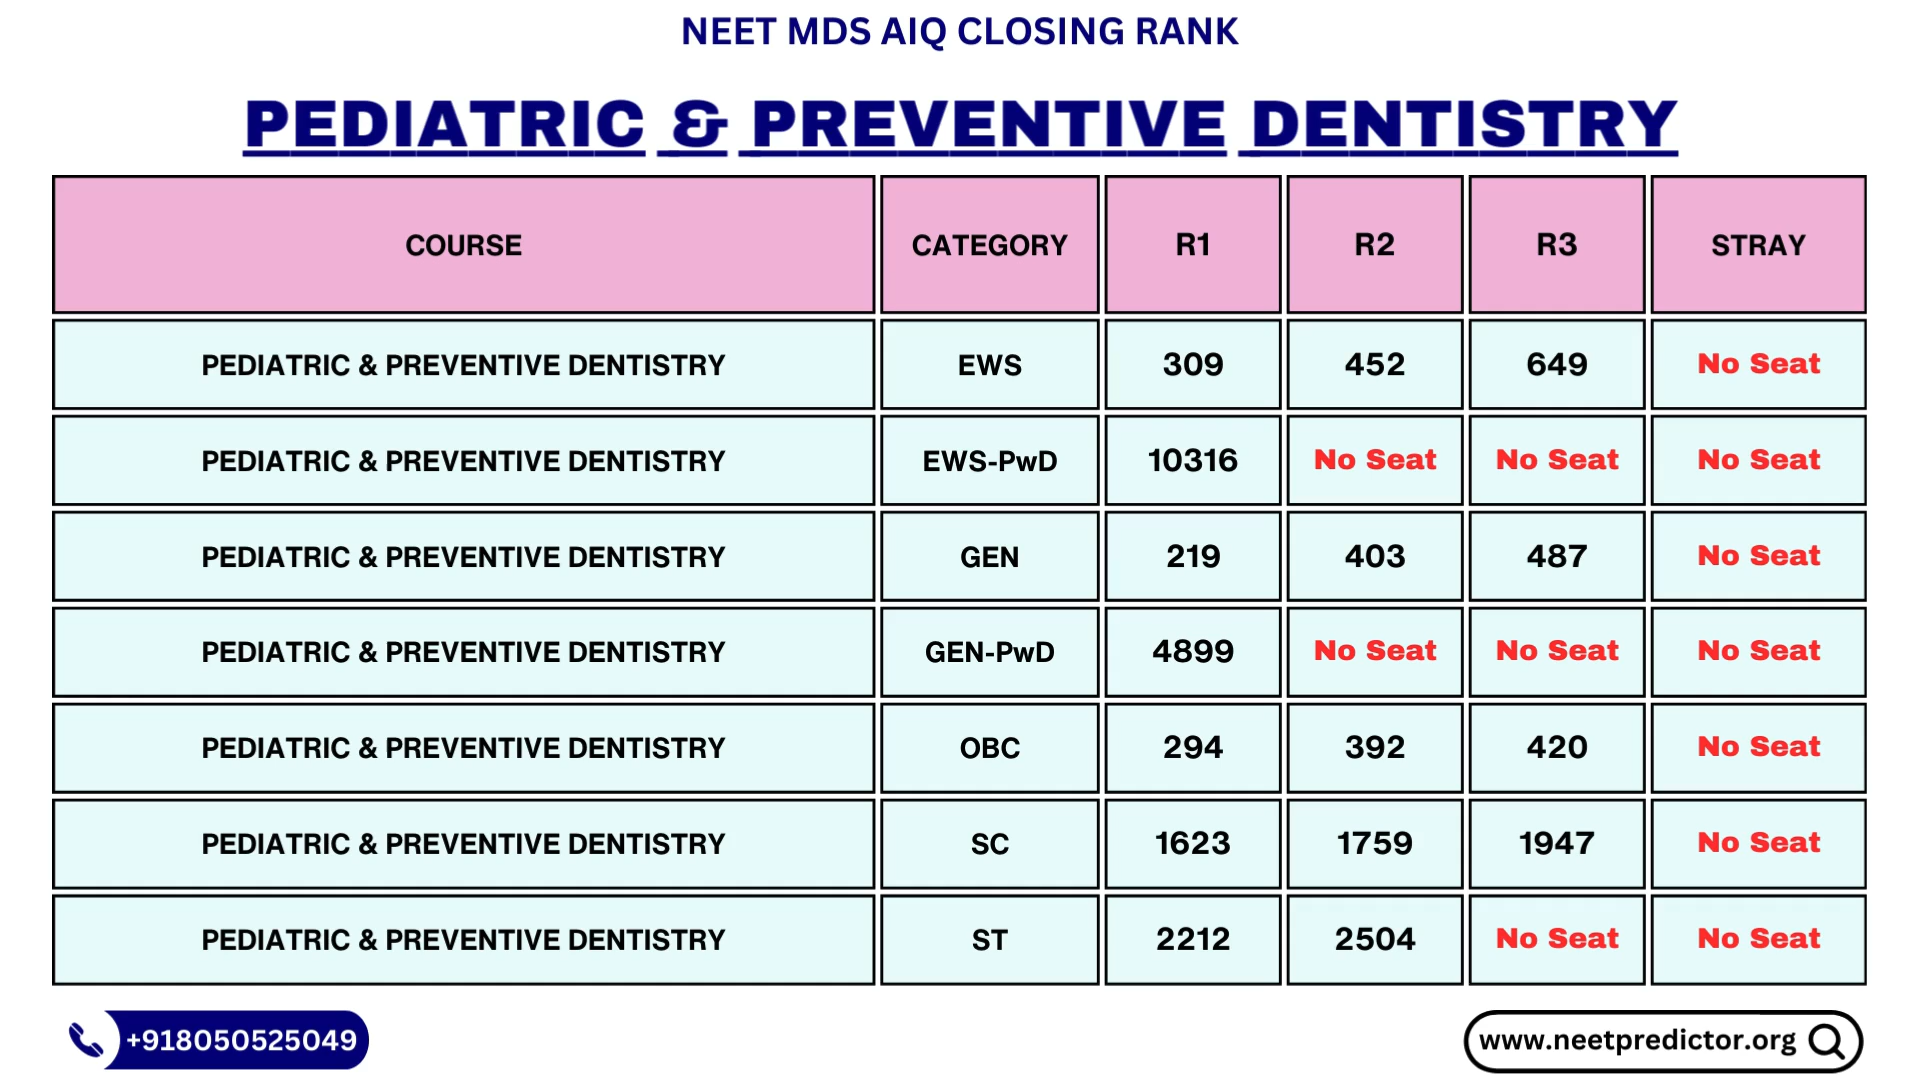 NEET MDS AIQ CLOSING RANK
PEDIATRIC & PREVENTIVE DENTISTRY
COURSE CATEGORY R1 R2 R3 STRAY
PEDIATRIC & PREVENTIVE DENTISTRY EWS 309 452 649 No Seat
PEDIATRIC & PREVENTIVE DENTISTRY EWS-PwD 10316 No Seat No Seat No Seat
PEDIATRIC & PREVENTIVE DENTISTRY GEN 219 403 487 No Seat
PEDIATRIC & PREVENTIVE DENTISTRY GEN-PwD 4899 No Seat No Seat No Seat
PEDIATRIC & PREVENTIVE DENTISTRY OBC 294 392 420 No Seat
PEDIATRIC & PREVENTIVE DENTISTRY SC 1623 1759 1947 No Seat
PEDIATRIC & PREVENTIVE DENTISTRY ST 2212 2504 No Seat No Seat
+918050525049 www.neetpredictor.org